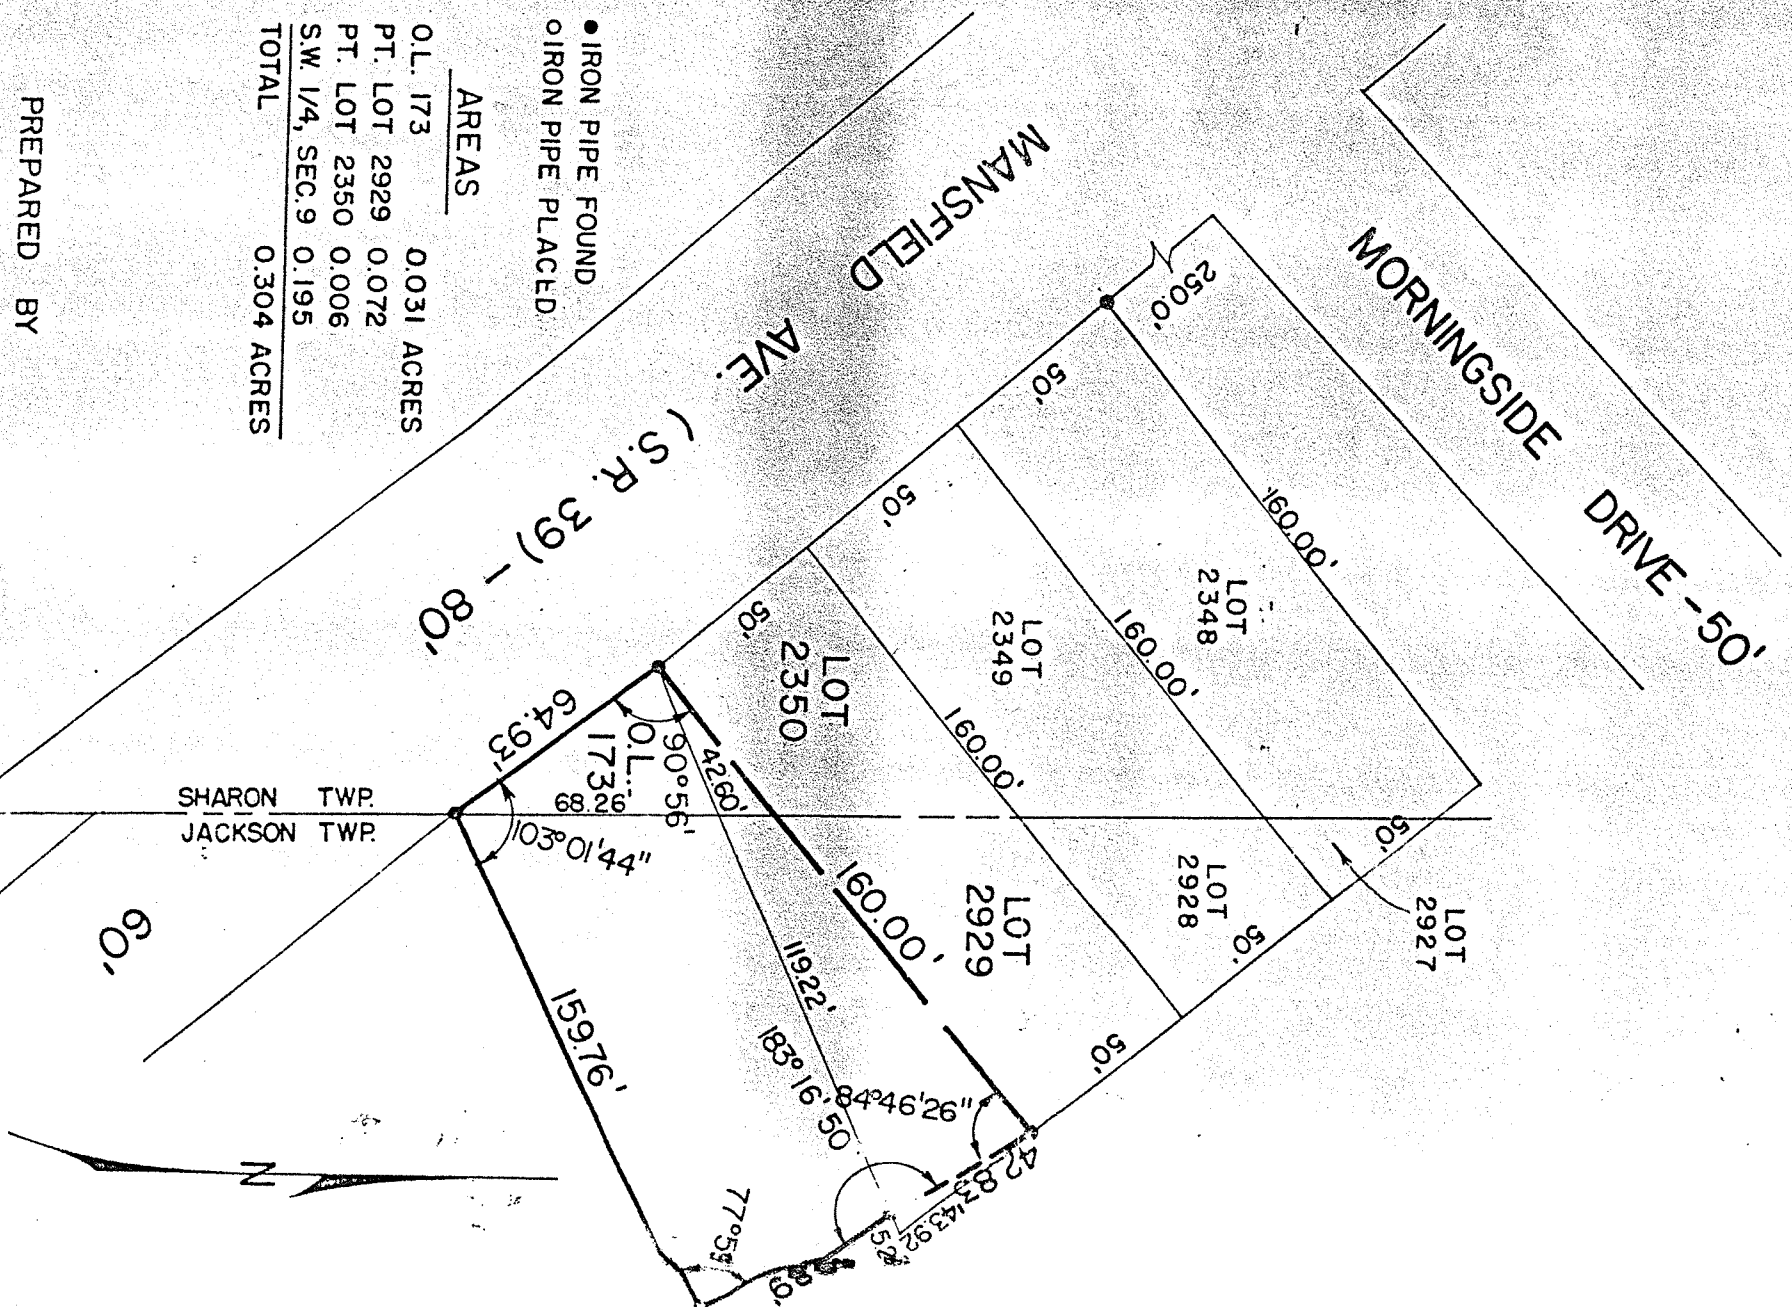 ● IRON PIPE FOUND
○ IRON PIPE PLACED
AREAS
O.L. 173 0.031 ACRES
PT. LOT 2929 0.072
PT. LOT 2350 0.006
S.W. 1/4, SEC. 9 0.195
TOTAL 0.304 ACRES
PREPARED BY
MANSFIELD AVE. (S.R. 39) - 80'
MORNINGSIDE DRIVE - 50'
250.0'
50'
50'
50'
160.00'
LOT
2348
160.00'
LOT
2349
160.00'
LOT
2350
O.L.
173
64.93'
68.26'
90°56'
42.60'
103°01'44"
SHARON TWP.
JACKSON TWP.
60'
50'
LOT
2927
LOT
2928
50'
LOT
2929
50'
160.00'
119.22'
183°16'50
84°46'26"
159.76'
42.83'
43.92'
77°59'
N